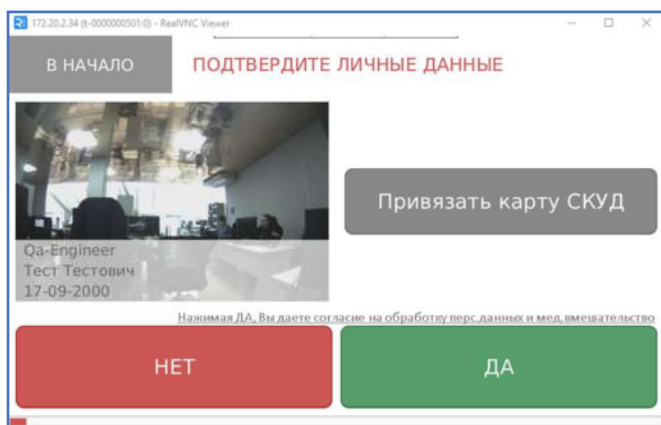 172.20.2.34 (t-0000000501:0) - RealVNC Viewer
В НАЧАЛО
ПОДТВЕРДИТЕ ЛИЧНЫЕ ДАННЫЕ
Привязать карту СКУД
Qa-Engineer
Тест Тестович
17-09-2000
Нажимая ДА, Вы даете согласие на обработку перс.данных и мед.вмешательство
НЕТ
ДА